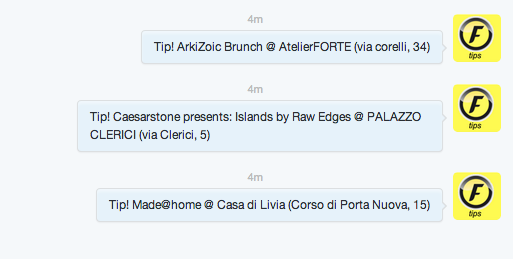 4m
Tip! ArkiZoic Brunch @ AtelierFORTE (via corelli, 34)
F
tips
4m
Tip! Caesarstone presents: Islands by Raw Edges @ PALAZZO
CLERICI (via Clerici, 5)
F
tips
4m
Tip! Made@home @ Casa di Livia (Corso di Porta Nuova, 15)
F
tips